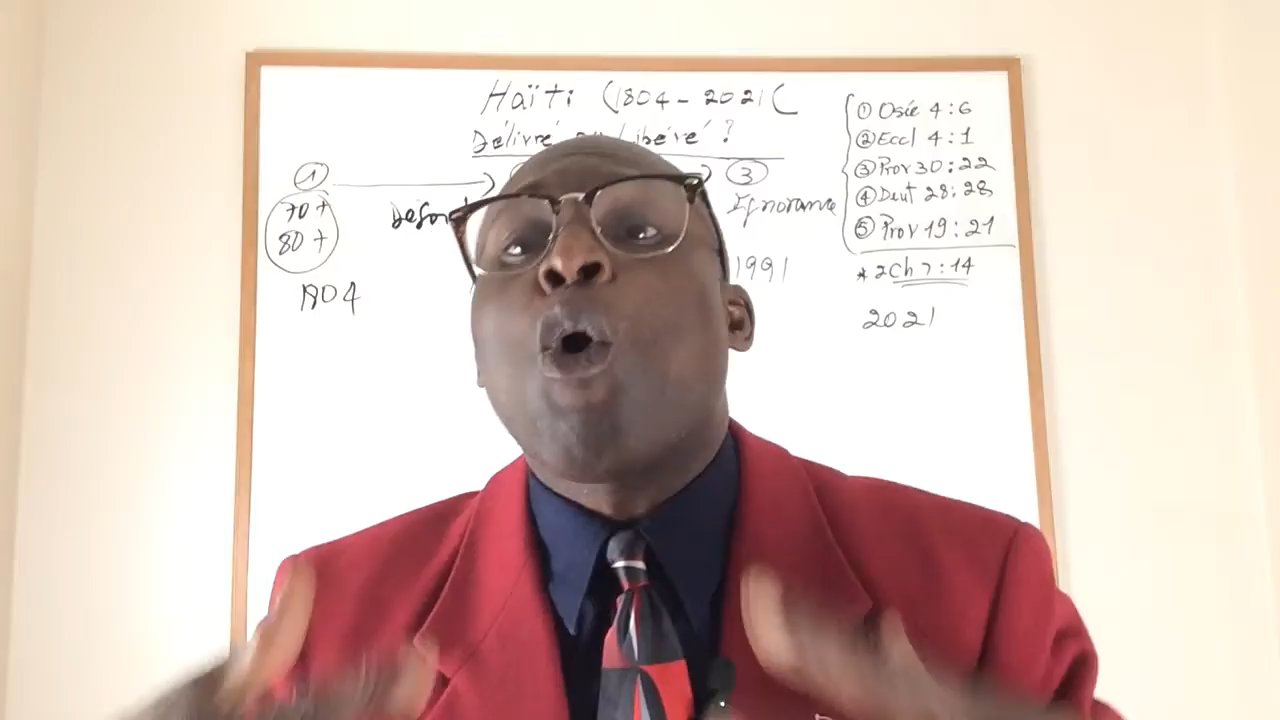 Haïti (1804 - 2021(
Délivré ou Libéré ?
① ③
70+
80+
1804
Ignorance
1991
① Osée 4:6
② Eccl 4:1
③ Prov 30:22
④ Deut 28:28
⑤ Prov 19:21
* 2Ch 7:14
2021